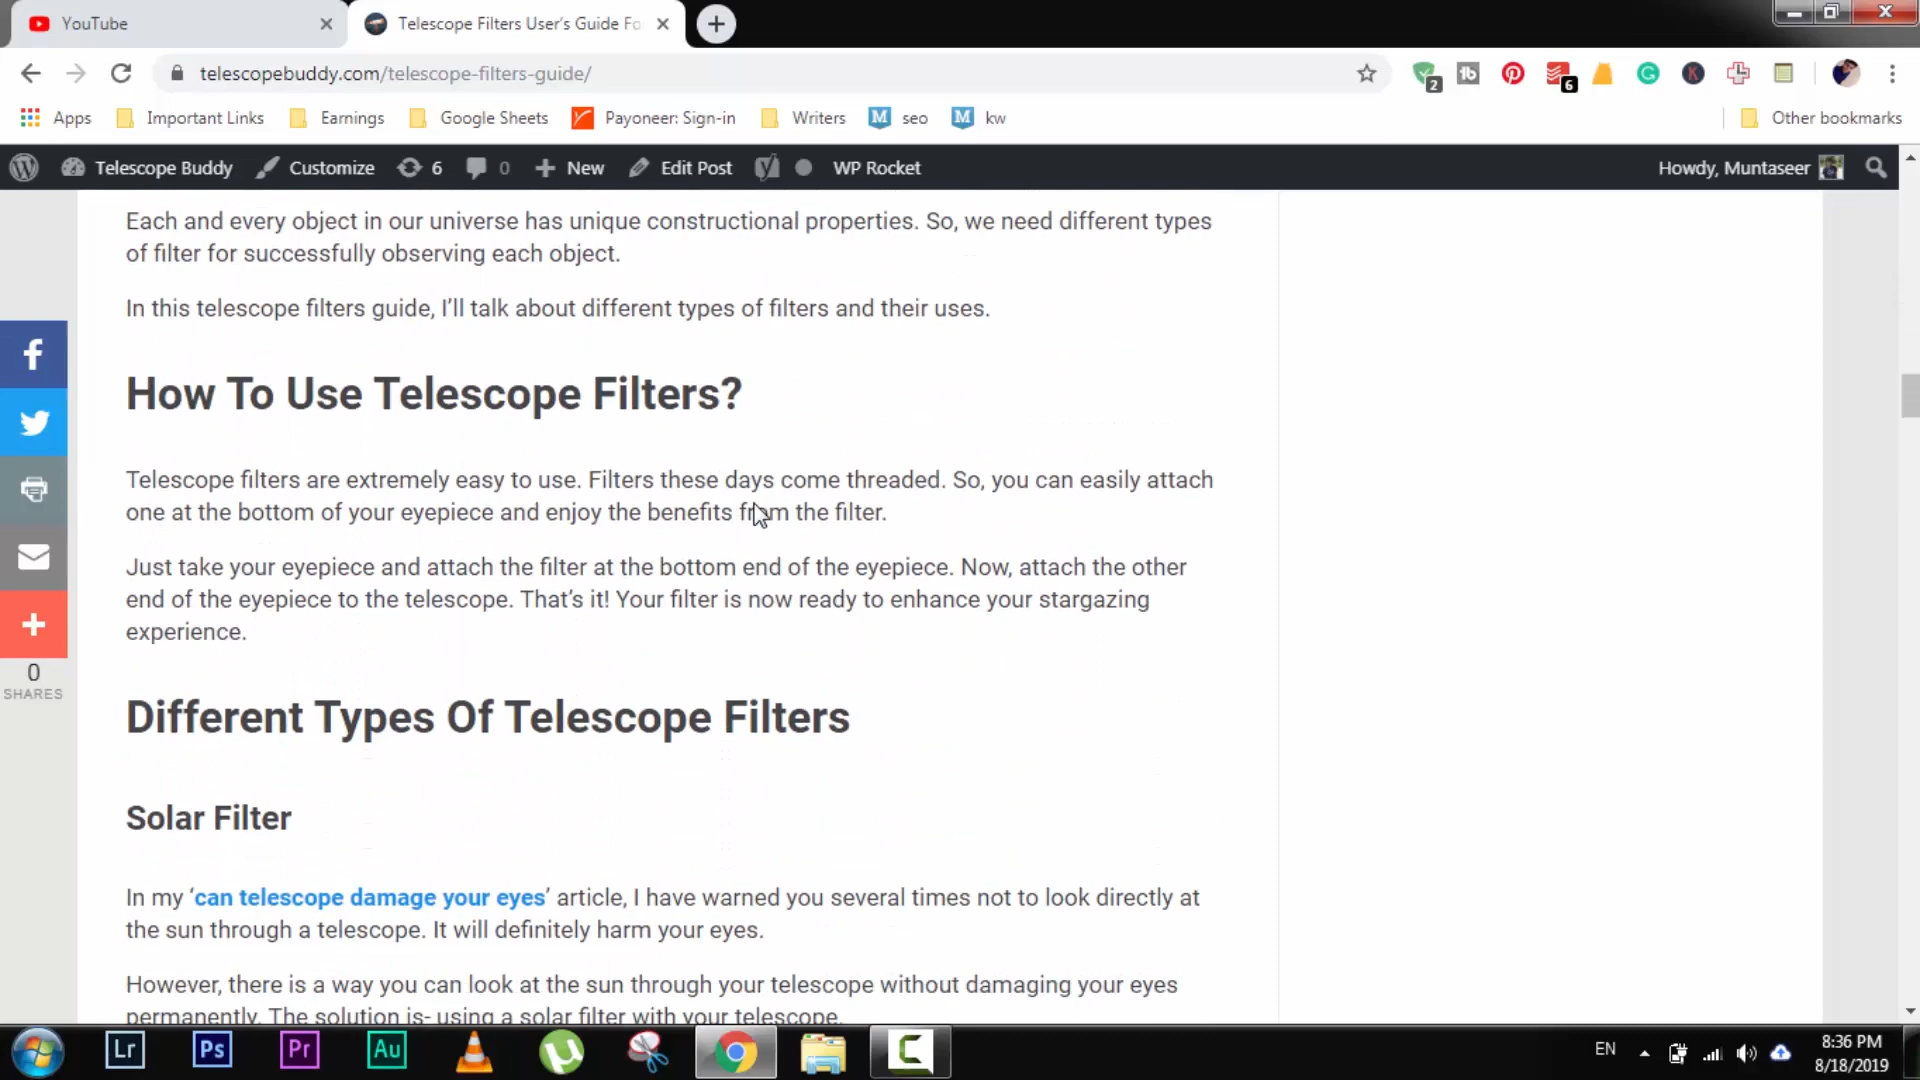 YouTube
Telescope Filters User's Guide Fo
telescopebuddy.com/telescope-filters-guide/
2
6
Apps
Important Links
Earnings
Google Sheets
Payoneer: Sign-in
Writers
M seo
M kw
Other bookmarks
Telescope Buddy
Customize
6
0
New
Edit Post
WP Rocket
Howdy, Muntaseer
Each and every object in our universe has unique constructional properties. So, we need different types
of filter for successfully observing each object.
In this telescope filters guide, I'll talk about different types of filters and their uses.
How To Use Telescope Filters?
Telescope filters are extremely easy to use. Filters these days come threaded. So, you can easily attach
one at the bottom of your eyepiece and enjoy the benefits from the filter.
Just take your eyepiece and attach the filter at the bottom end of the eyepiece. Now, attach the other
end of the eyepiece to the telescope. That's it! Your filter is now ready to enhance your stargazing
experience.
0
SHARES
Different Types Of Telescope Filters
Solar Filter
In my ‘can telescope damage your eyes’ article, I have warned you several times not to look directly at
the sun through a telescope. It will definitely harm your eyes.
However, there is a way you can look at the sun through your telescope without damaging your eyes
permanently. The solution is- using a solar filter with your telescope.
Lr
Ps
Pr
Au
EN
8:36 PM
8/18/2019